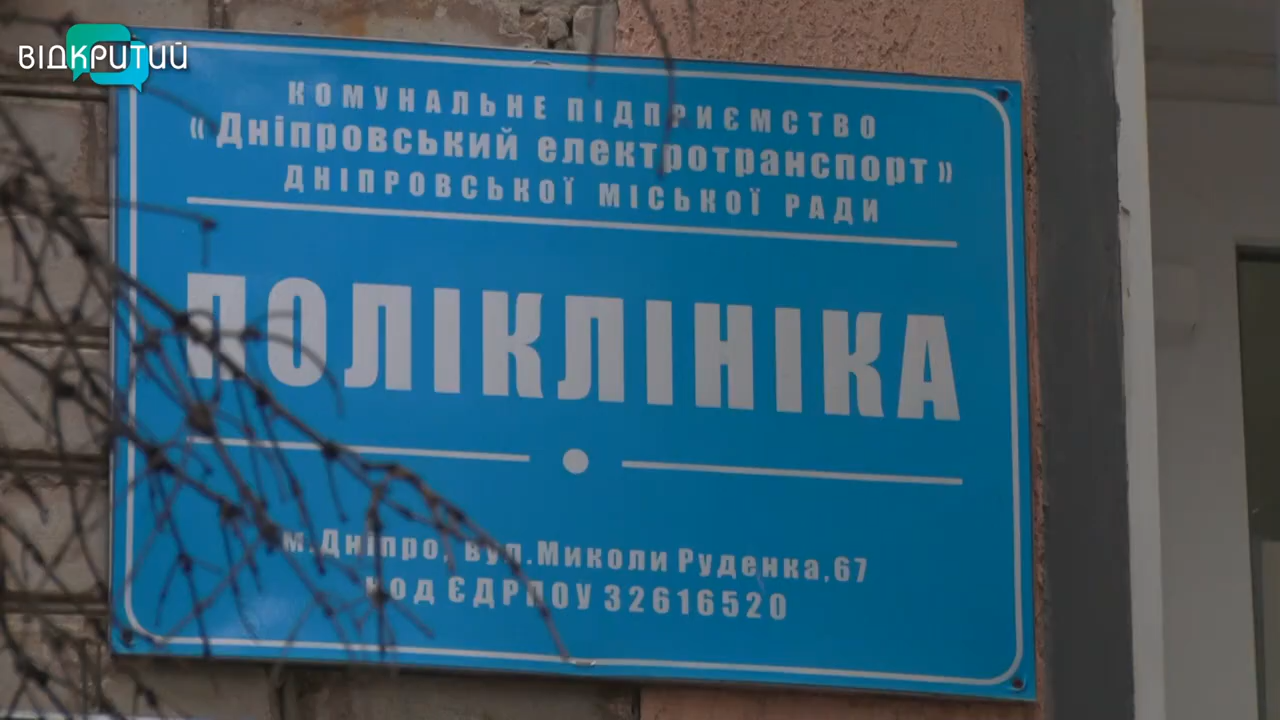 ВІДКРИТИЙ
КОМУНАЛЬНЕ ПІДПРИЄМСТВО
«Дніпровський електротранспорт»
ДНІПРОВСЬКОЇ МІСЬКОЇ РАДИ
ПОЛІКЛІНІКА
м.Дніпро, вул.Миколи Руденка,67
код ЄДРПОУ 32616520